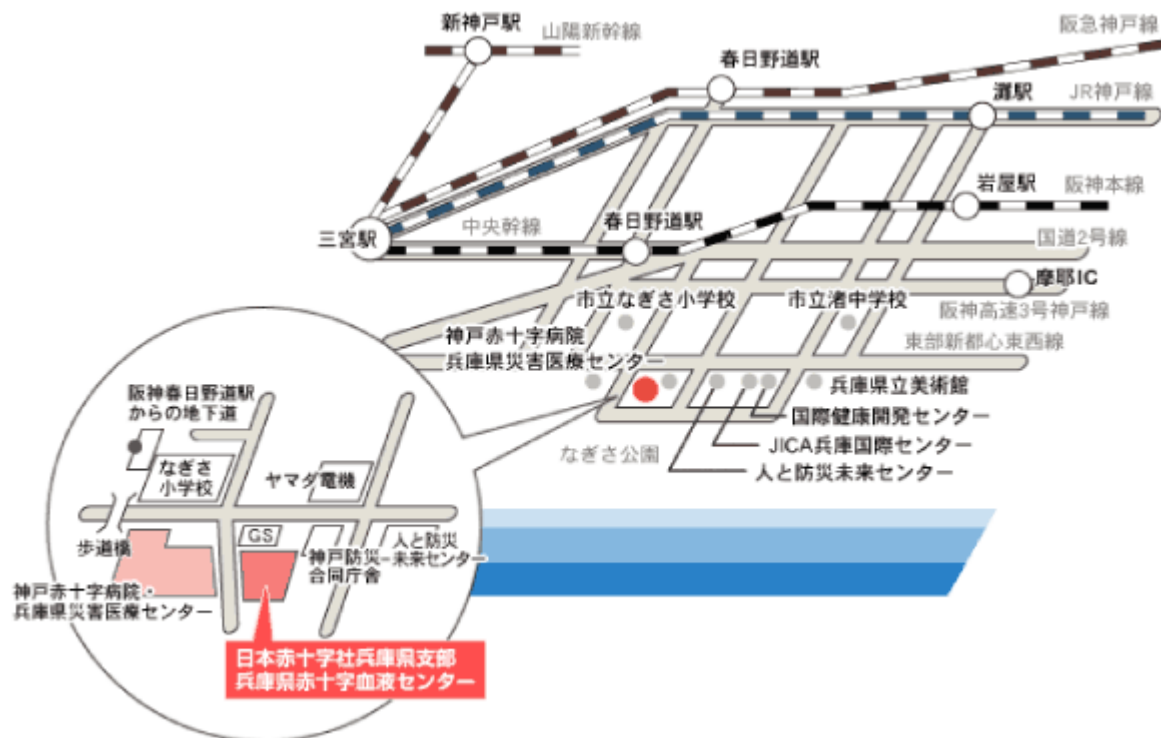 新神戸駅
山陽新幹線
阪急神戸線
春日野道駅
灘駅
JR神戸線
岩屋駅
阪神本線
三宮駅
中央幹線
春日野道駅
国道2号線
摩耶IC
市立なぎさ小学校
市立渚中学校
阪神高速3号神戸線
神戸赤十字病院
兵庫県災害医療センター
東部新都心東西線
兵庫県立美術館
国際健康開発センター
JICA兵庫国際センター
人と防災未来センター
なぎさ公園
阪神春日野道駅
からの地下道
なぎさ
小学校
ヤマダ電機
歩道橋
GS
神戸防災
合同庁舎
人と防災
未来センター
神戸赤十字病院・
兵庫県災害医療センター
日本赤十字社兵庫県支部
兵庫県赤十字血液センター